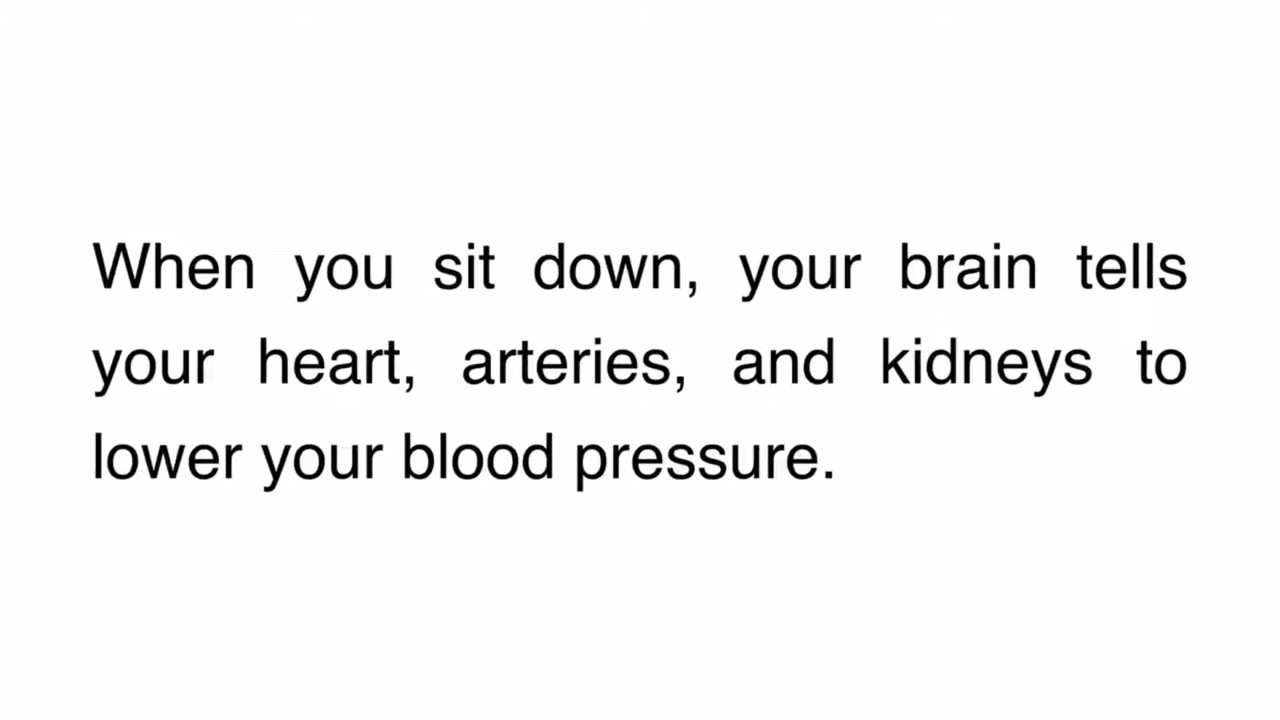 When you sit down, your brain tells
your heart, arteries, and kidneys to
lower your blood pressure.